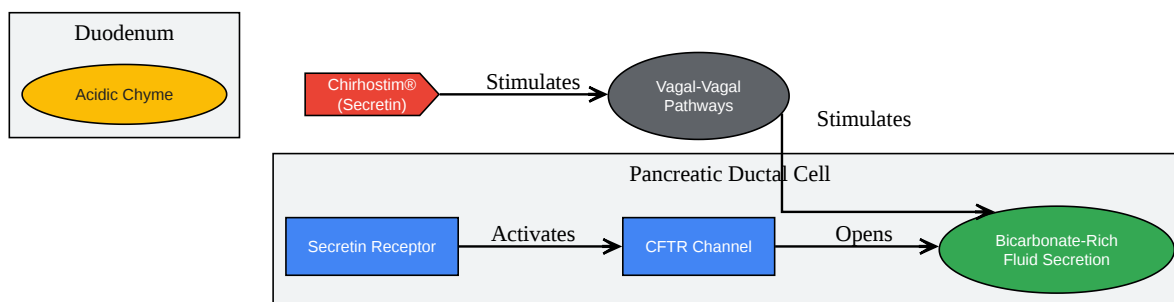 Duodenum
Acidic Chyme
Chirhostim®
(Secretin)
Stimulates
Vagal-Vagal
Pathways
Stimulates
Pancreatic Ductal Cell
Secretin Receptor
Activates
CFTR Channel
Opens
Bicarbonate-Rich
Fluid Secretion